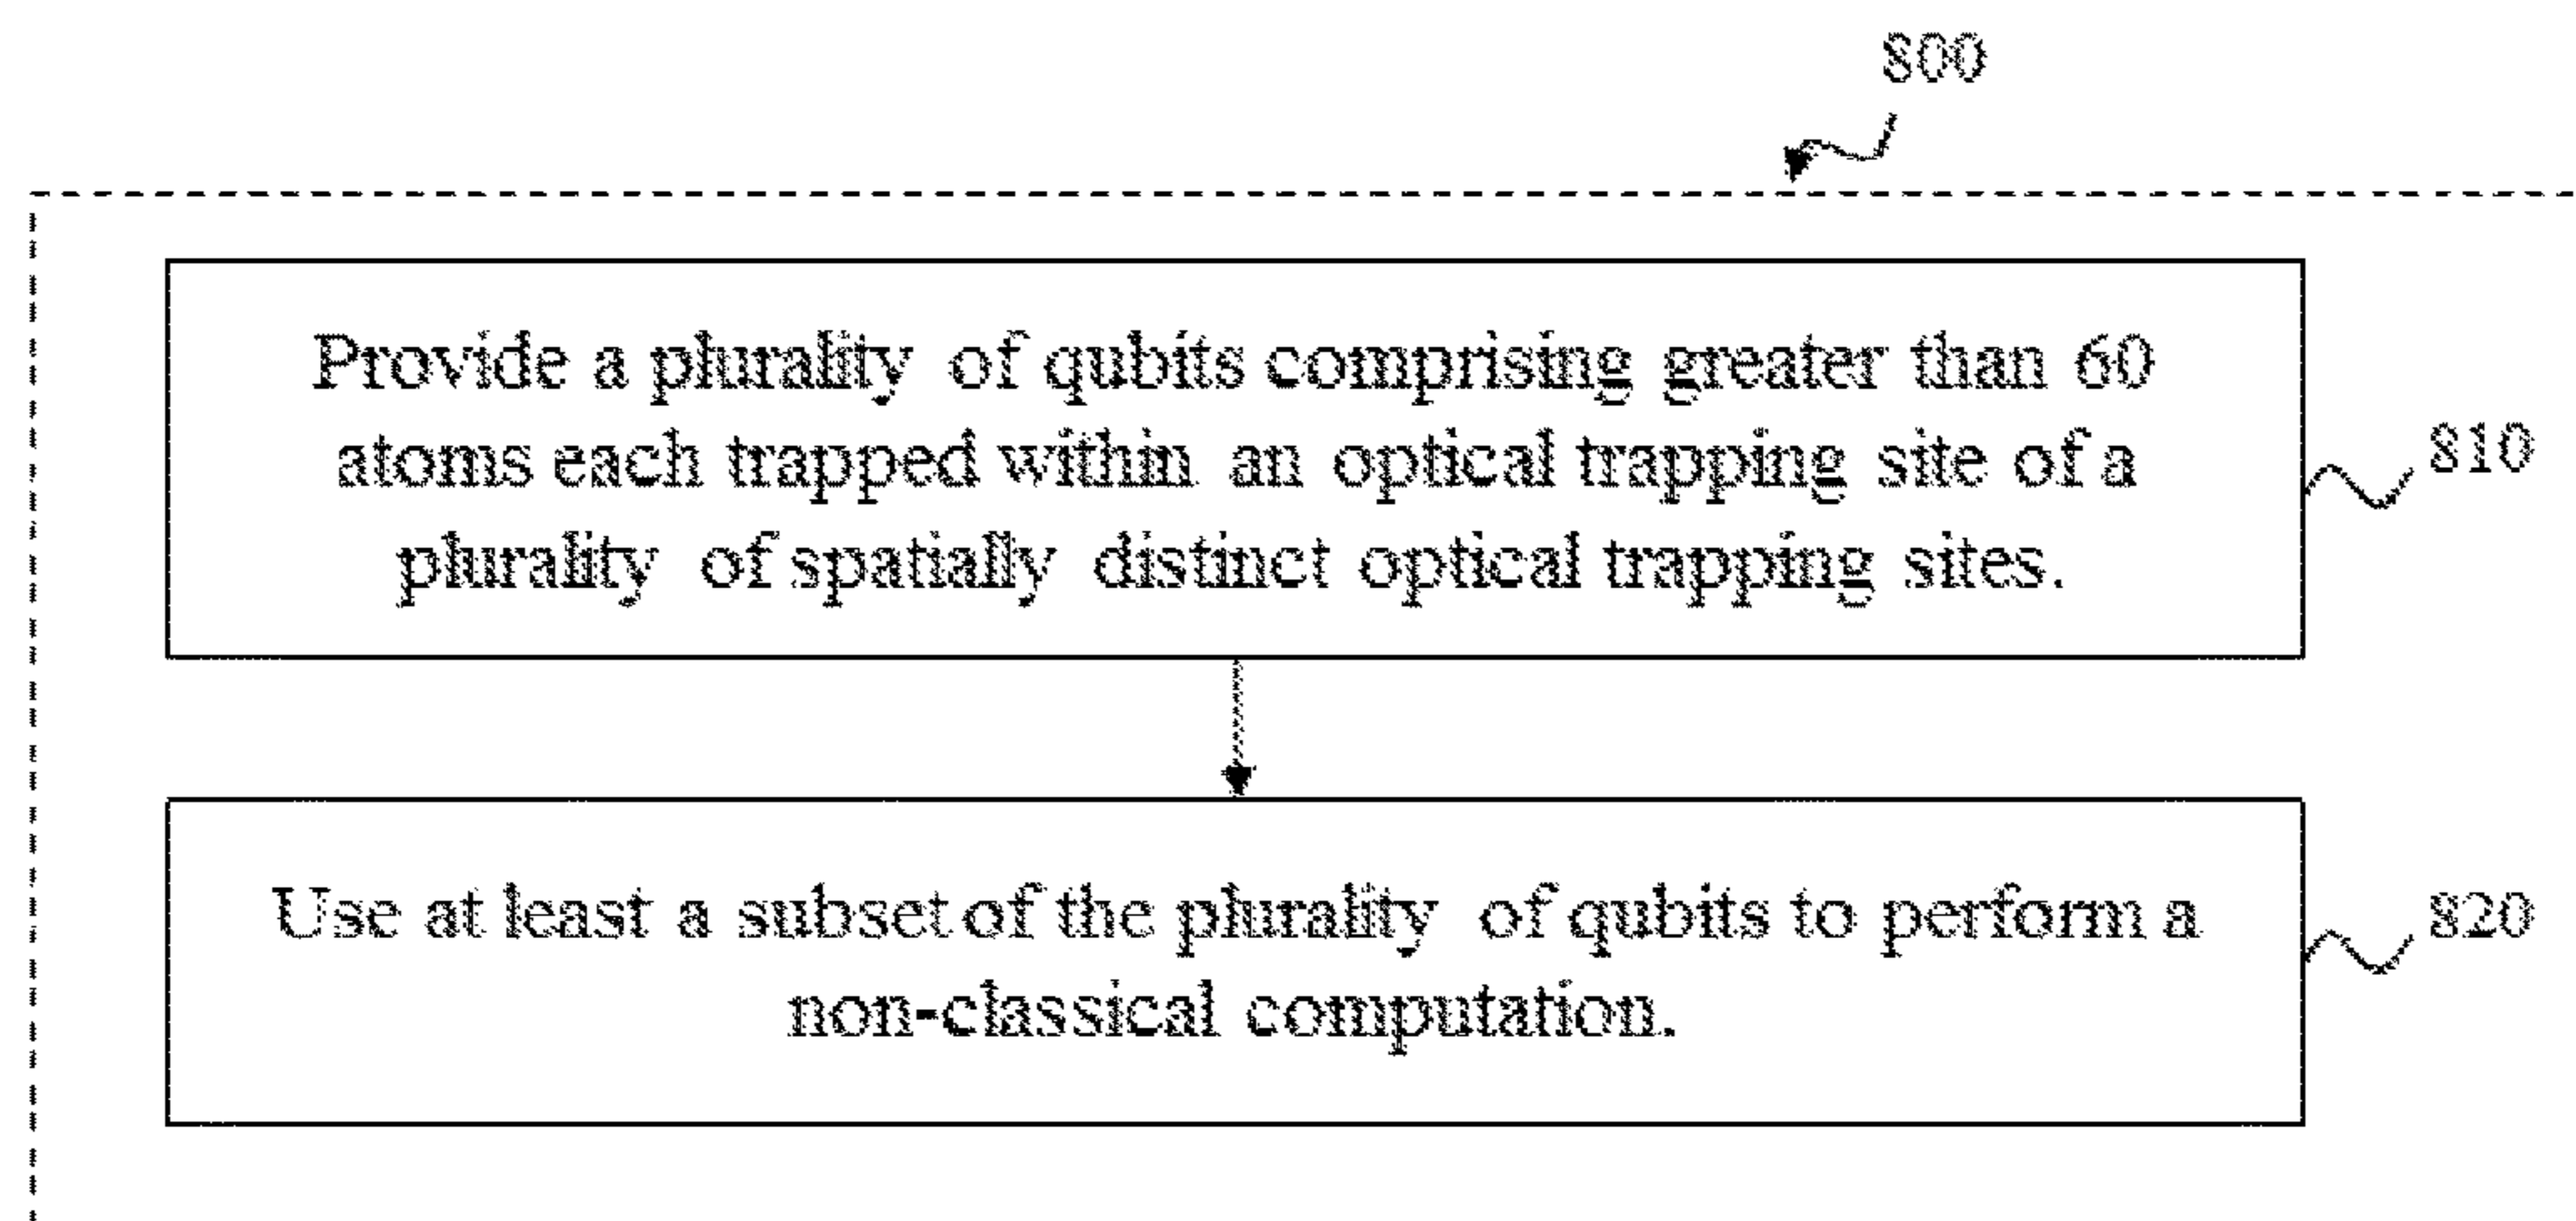 800
Provide a plurality of qubits comprising greater than 60
atoms each trapped within an optical trapping site of a
plurality of spatially distinct optical trapping sites.
810
Use at least a subset of the plurality of qubits to perform a
non-classical computation.
820